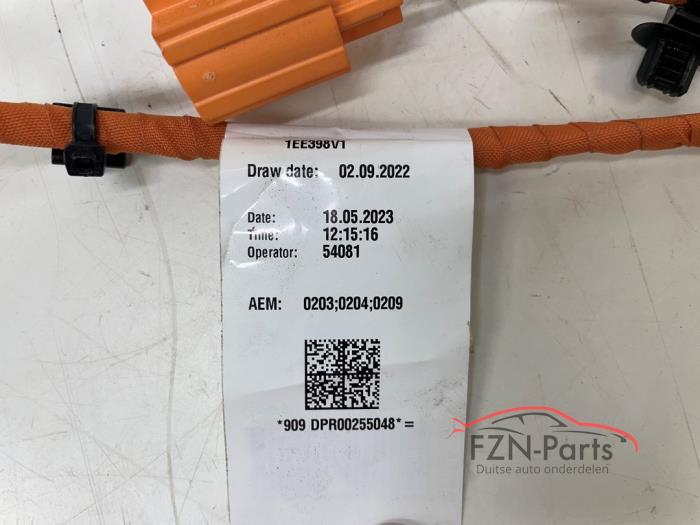 1EE398V1
Draw date: 02.09.2022
Date: 18.05.2023
Time: 12:15:16
Operator: 54081
AEM: 0203;0204;0209
*909 DPR00255048* =
FZN-Parts
Duitse auto onderdelen